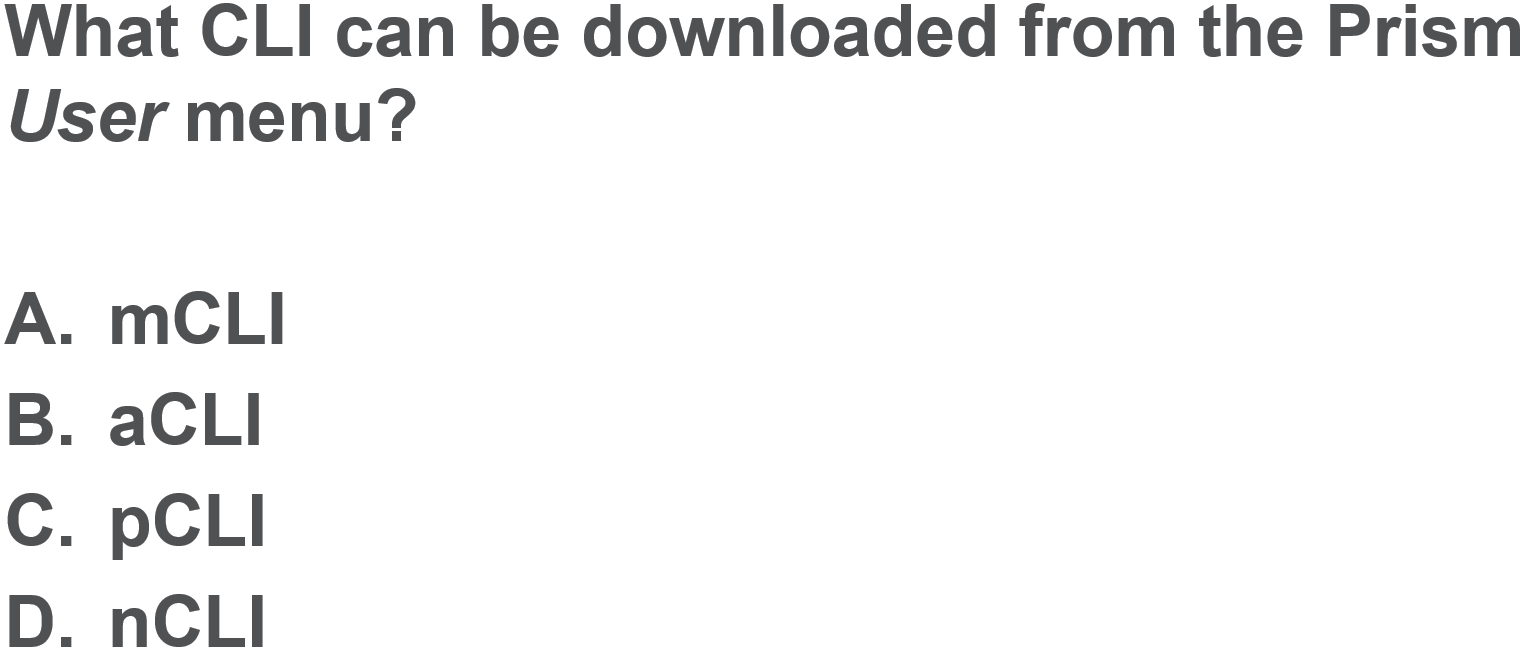 What CLI can be downloaded from the Prism
User menu?
A. mCLI
B. aCLI
C. pCLI
D. nCLI